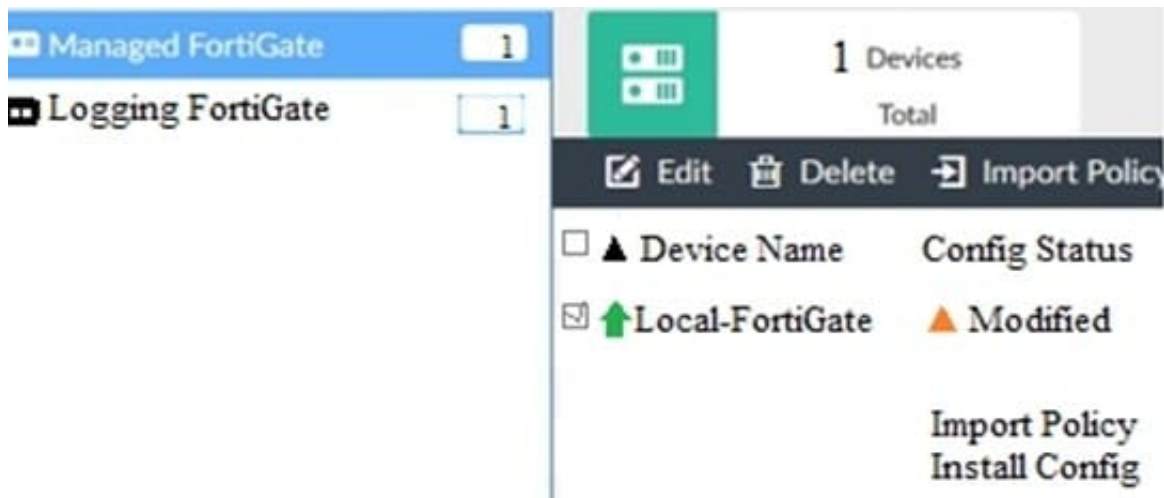 Managed FortiGate 1
Logging FortiGate 1
1 Devices
Total
Edit Delete Import Policy
Device Name Config Status
Local-FortiGate Modified
Import Policy
Install Config